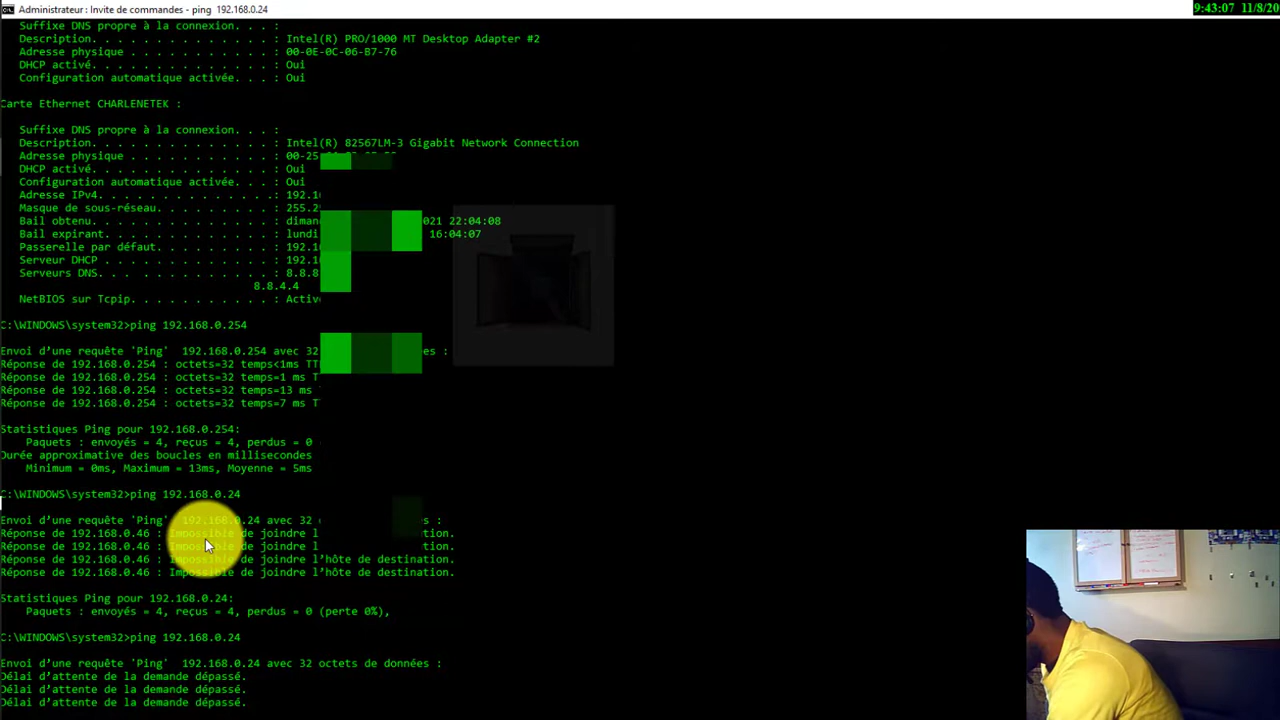 Administrateur : Invite de commandes - ping 192.168.0.24
9:43:07 11/8/20
Suffixe DNS propre à la connexion. . . :
Description. . . . . . . . . . . . . . : Intel(R) PRO/1000 MT Desktop Adapter #2
Adresse physique . . . . . . . . . . . : 00-0E-0C-06-B7-76
DHCP activé. . . . . . . . . . . . . . : Oui
Configuration automatique activée. . . : Oui
Carte Ethernet CHARLENETEK :
Suffixe DNS propre à la connexion. . . :
Description. . . . . . . . . . . . . . : Intel(R) 82567LM-3 Gigabit Network Connection
Adresse physique . . . . . . . . . . . : 00-25
DHCP activé. . . . . . . . . . . . . . : Oui
Configuration automatique activée. . . : Oui
Adresse IPv4. . . . . . . . . . . . . .: 192.1
Masque de sous-réseau. . . . . . . . . : 255.2
Bail obtenu. . . . . . . . . . . . . . : diman 021 22:04:08
Bail expirant. . . . . . . . . . . . . : lundi 16:04:07
Passerelle par défaut. . . . . . . . . : 192.1
Serveur DHCP . . . . . . . . . . . . . : 192.1
Serveurs DNS. . . . . . . . . . . . . : 8.8.8
8.8.4.4
NetBIOS sur Tcpip. . . . . . . . . . . : Activ
C:\WINDOWS\system32>ping 192.168.0.254
Envoi d’une requête 'Ping' 192.168.0.254 avec 32 es :
Réponse de 192.168.0.254 : octets=32 temps<1ms TT
Réponse de 192.168.0.254 : octets=32 temps=1 ms T
Réponse de 192.168.0.254 : octets=32 temps=13 ms
Réponse de 192.168.0.254 : octets=32 temps=7 ms T
Statistiques Ping pour 192.168.0.254:
Paquets : envoyés = 4, reçus = 4, perdus = 0
Durée approximative des boucles en millisecondes
Minimum = 0ms, Maximum = 13ms, Moyenne = 5ms
C:\WINDOWS\system32>ping 192.168.0.24
Envoi d’une requête 'Ping' 192.168.0.24 avec 32 s :
Réponse de 192.168.0.46 : Impossible de joindre l tion.
Réponse de 192.168.0.46 : Impossible de joindre l tion.
Réponse de 192.168.0.46 : Impossible de joindre l’hôte de destination.
Réponse de 192.168.0.46 : Impossible de joindre l’hôte de destination.
Statistiques Ping pour 192.168.0.24:
Paquets : envoyés = 4, reçus = 4, perdus = 0 (perte 0%),
C:\WINDOWS\system32>ping 192.168.0.24
Envoi d’une requête 'Ping' 192.168.0.24 avec 32 octets de données :
Délai d’attente de la demande dépassé.
Délai d’attente de la demande dépassé.
Délai d’attente de la demande dépassé.